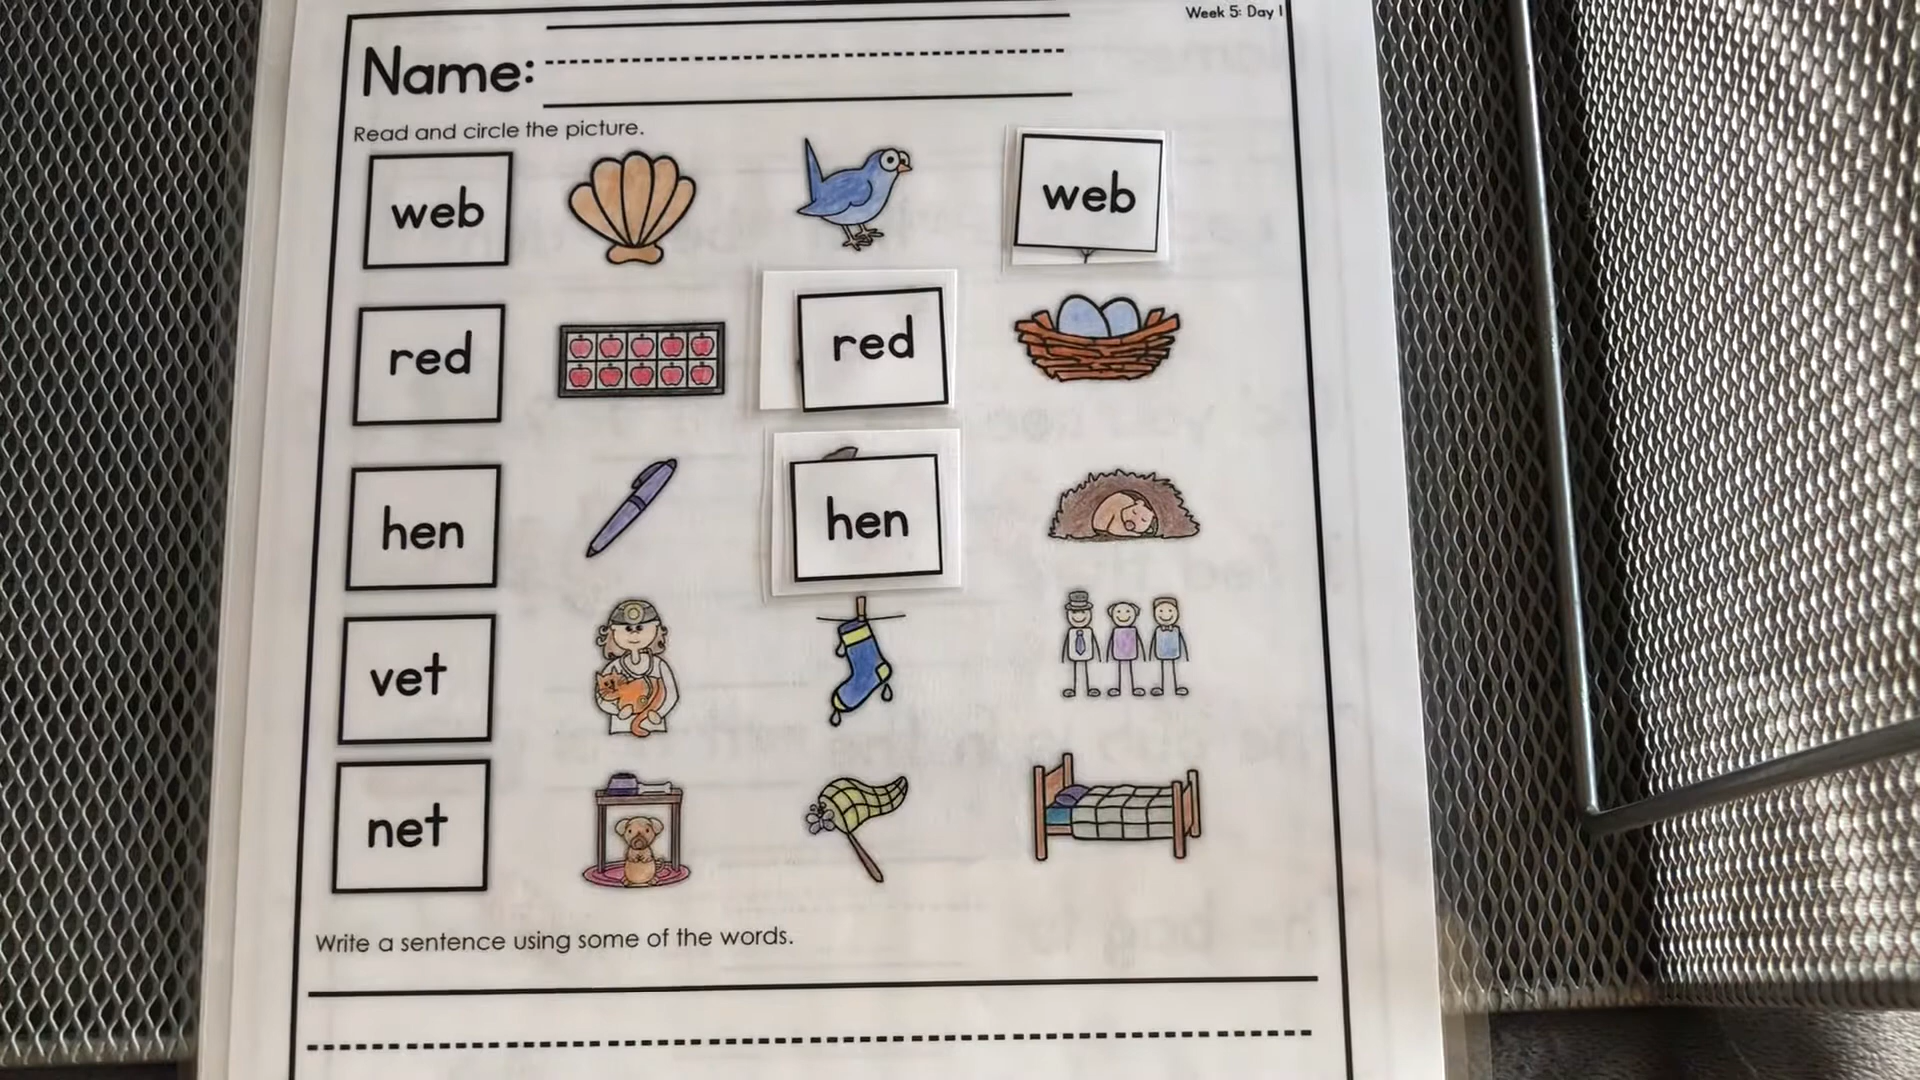 Week 5: Day 1
Name:
Read and circle the picture.
web web
red red
hen hen
vet
net
Write a sentence using some of the words.